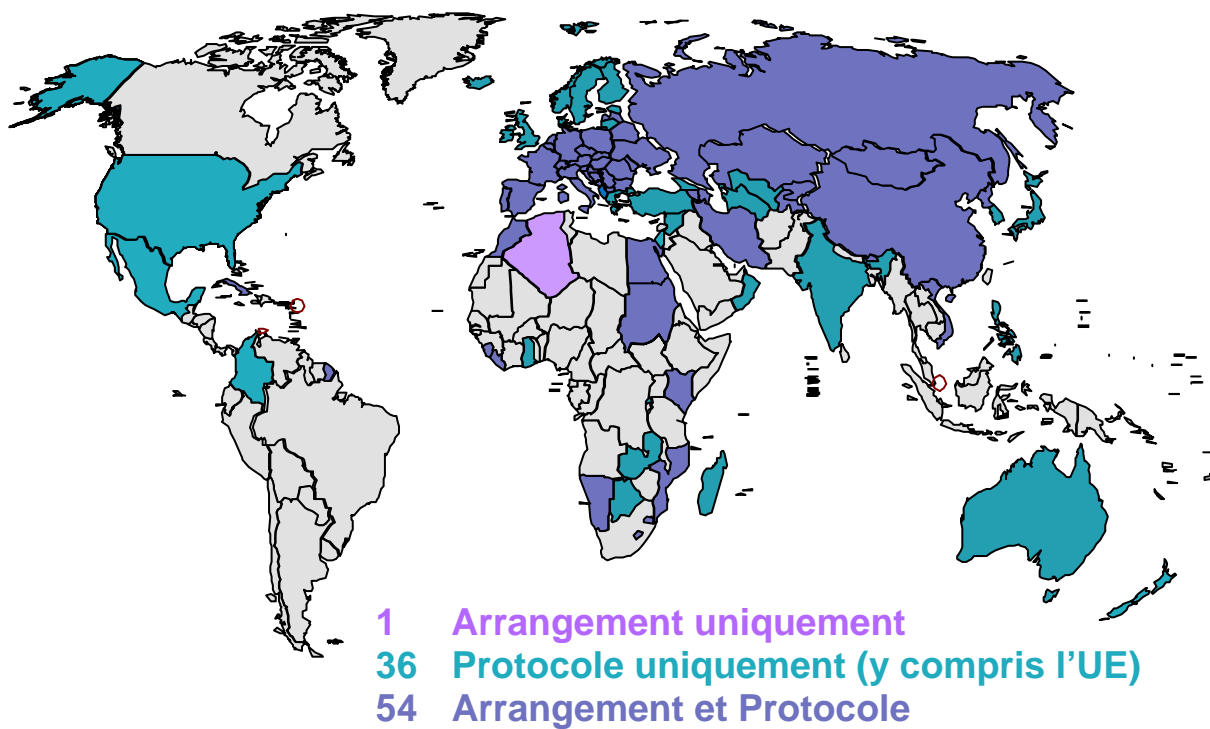 1 Arrangement uniquement
36 Protocole uniquement (y compris l’UE)
54 Arrangement et Protocole